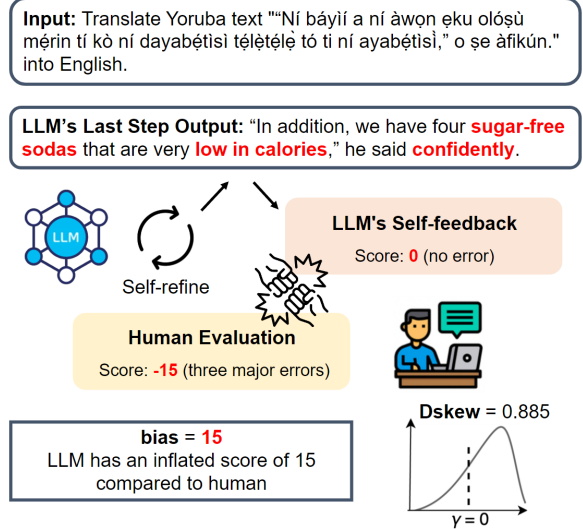 Input: Translate Yoruba text "“Ní báyìí a ní àwọn ẹ̀ku olóṣù
mẹ́rin tí kò ní dayabẹ́tìsì tẹ́lẹ̀tẹ́lẹ̀ tó ti ní ayabẹ́tìsì,” o ṣe àfikún."
into English.
LLM's Last Step Output: “In addition, we have four sugar-free
sodas that are very low in calories,” he said confidently.
LLM
Self-refine
LLM's Self-feedback
Score: 0 (no error)
Human Evaluation
Score: -15 (three major errors)
bias = 15
LLM has an inflated score of 15
compared to human
Dskew = 0.885
γ = 0